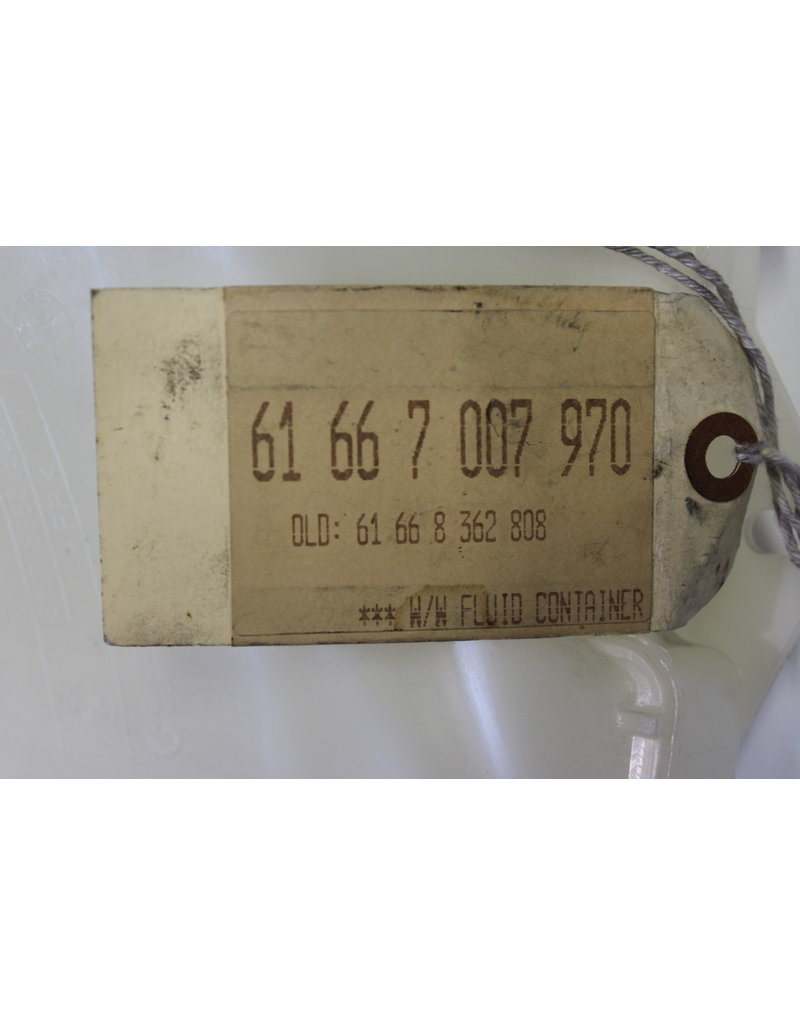 61 66 7 007 970
OLD: 61 66 8 362 808
*** W/W FLUID CONTAINER